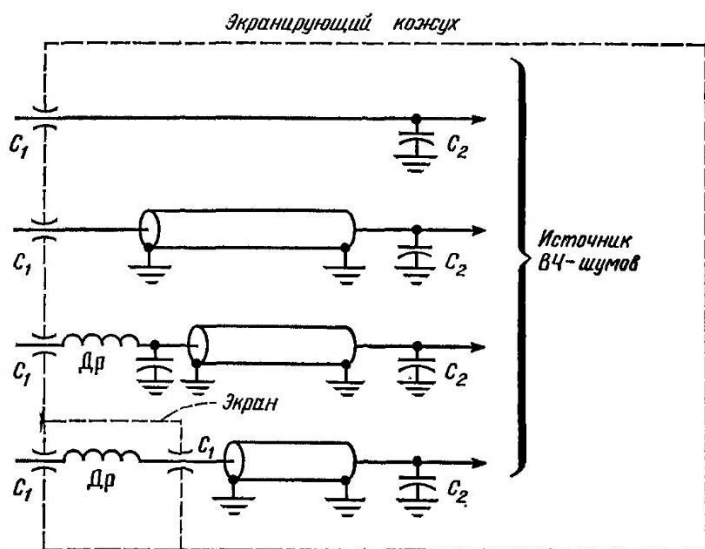 Экранирующий кожух
C₁
C₂
C₁
C₂
Источник
ВЧ-шумов
C₁
Др
C₂
Экран
C₁
Др
C₁
C₂